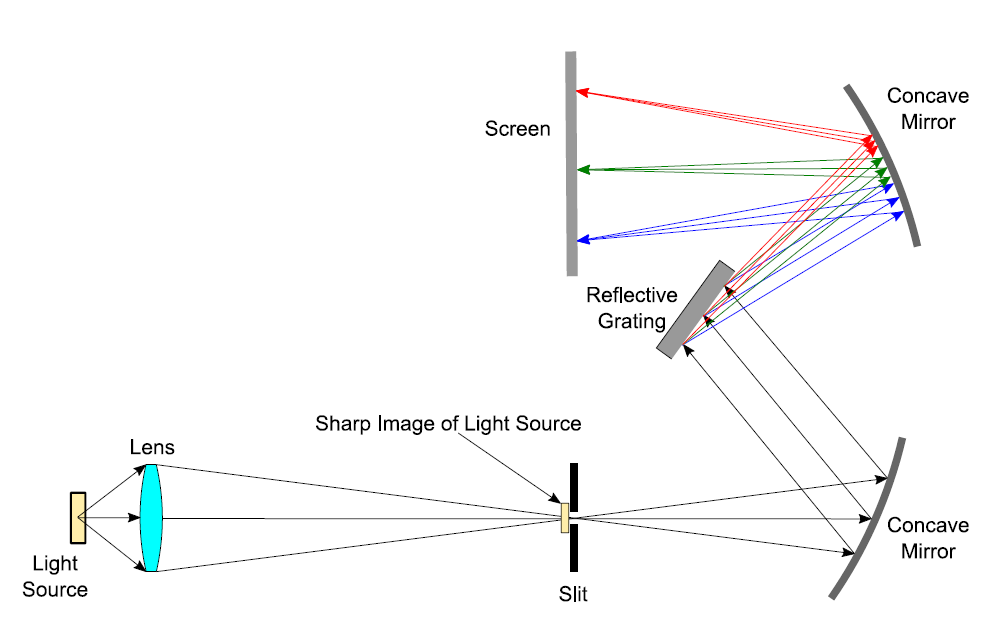 Concave
Mirror
Screen
Reflective
Grating
Sharp Image of Light Source
Lens
Concave
Mirror
Light
Source
Slit